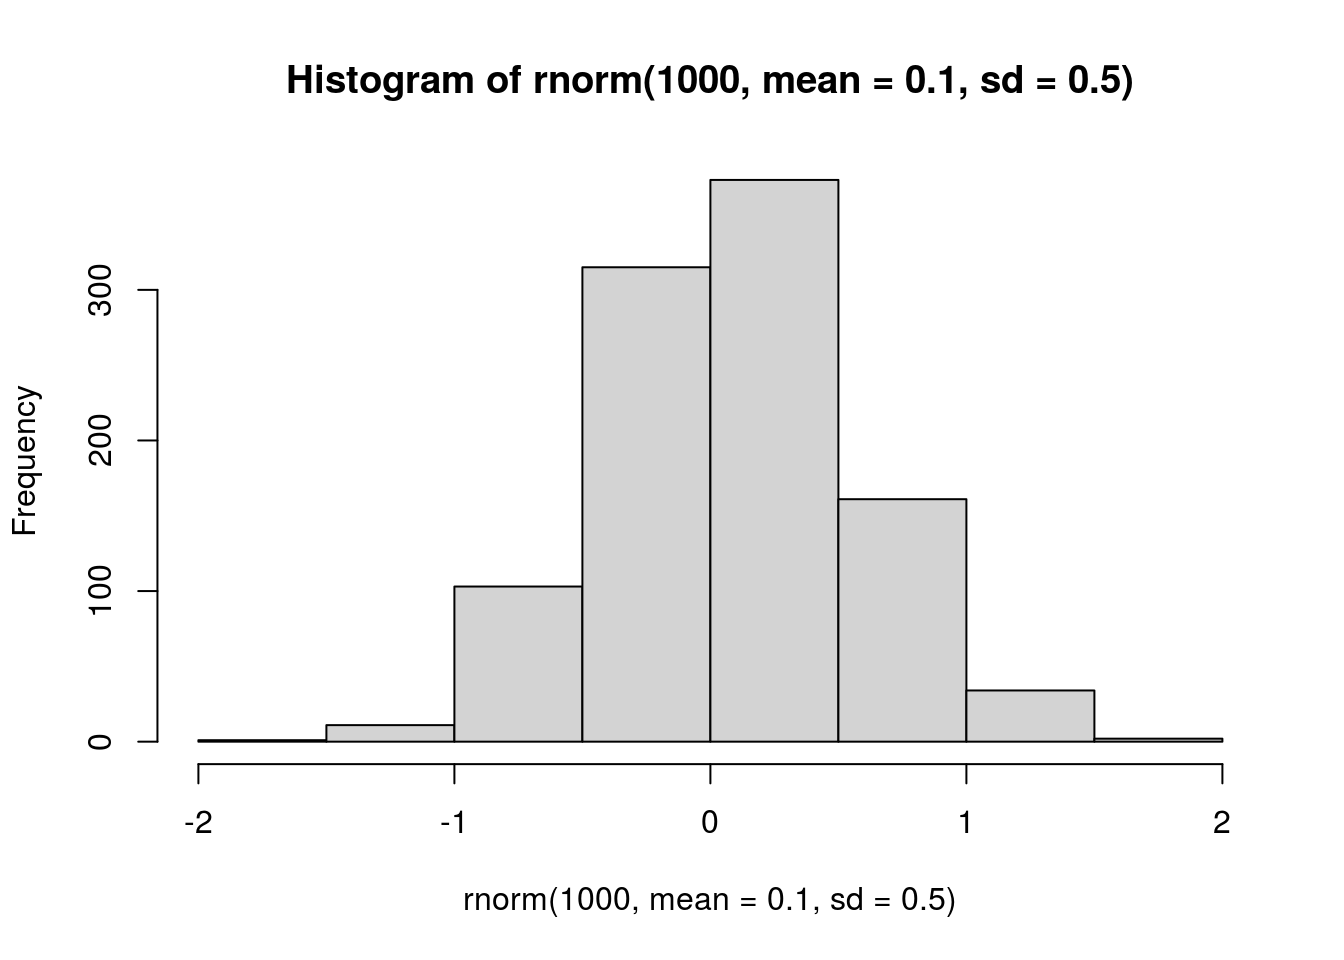 Histogram of rnorm(1000, mean = 0.1, sd = 0.5)
Frequency
300
200
100
0
-2 -1 0 1 2
rnorm(1000, mean = 0.1, sd = 0.5)